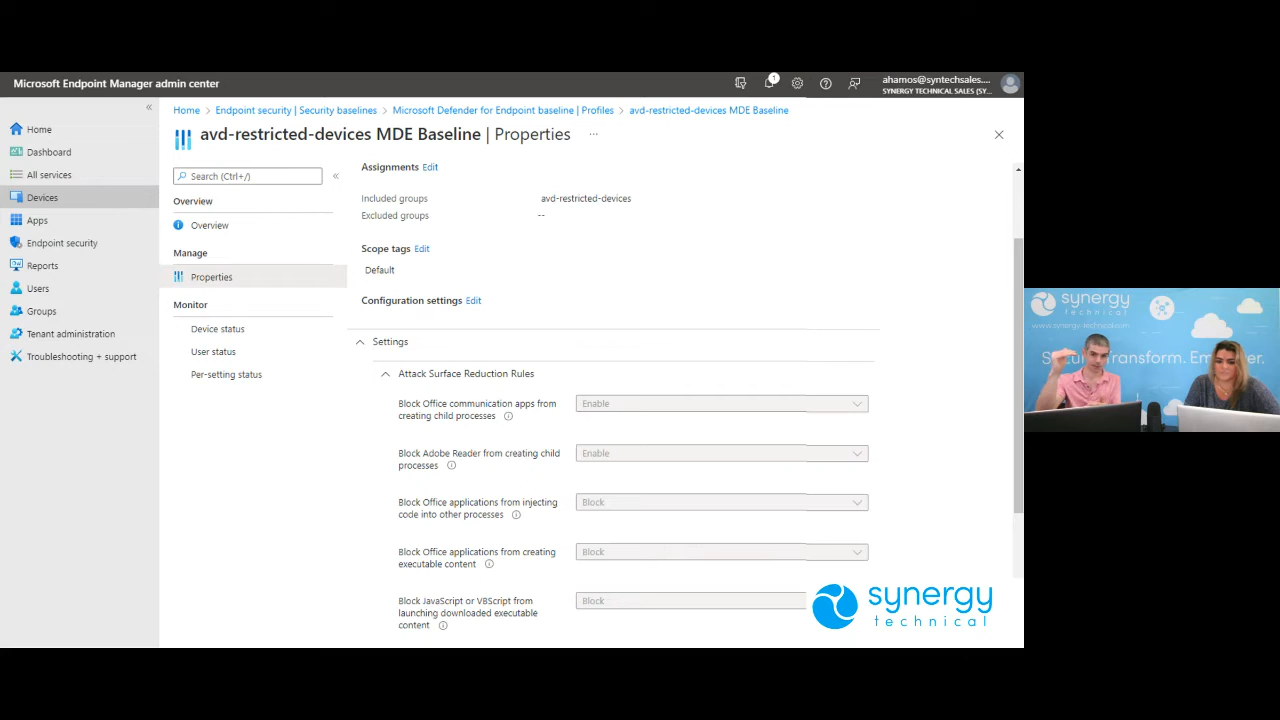 Microsoft Endpoint Manager admin center
1
ahamos@syntechsales....
SYNERGY TECHNICAL SALES (SY...
«
Home > Endpoint security | Security baselines > Microsoft Defender for Endpoint baseline | Profiles > avd-restricted-devices MDE Baseline
avd-restricted-devices MDE Baseline | Properties ...
Home
Dashboard
All services
Devices
Apps
Endpoint security
Reports
Users
Groups
Tenant administration
Troubleshooting + support
Search (Ctrl+/)
«
Overview
Overview
Manage
Properties
Monitor
Device status
User status
Per-setting status
Assignments Edit
Included groups avd-restricted-devices
Excluded groups --
Scope tags Edit
Default
Configuration settings Edit
Settings
Attack Surface Reduction Rules
Block Office communication apps from creating child processes
Enable
Block Adobe Reader from creating child processes
Enable
Block Office applications from injecting code into other processes
Block
Block Office applications from creating executable content
Block
Block JavaScript or VBScript from launching downloaded executable content
Block
synergy
technical
synergy
technical
www.synergy-technical.com